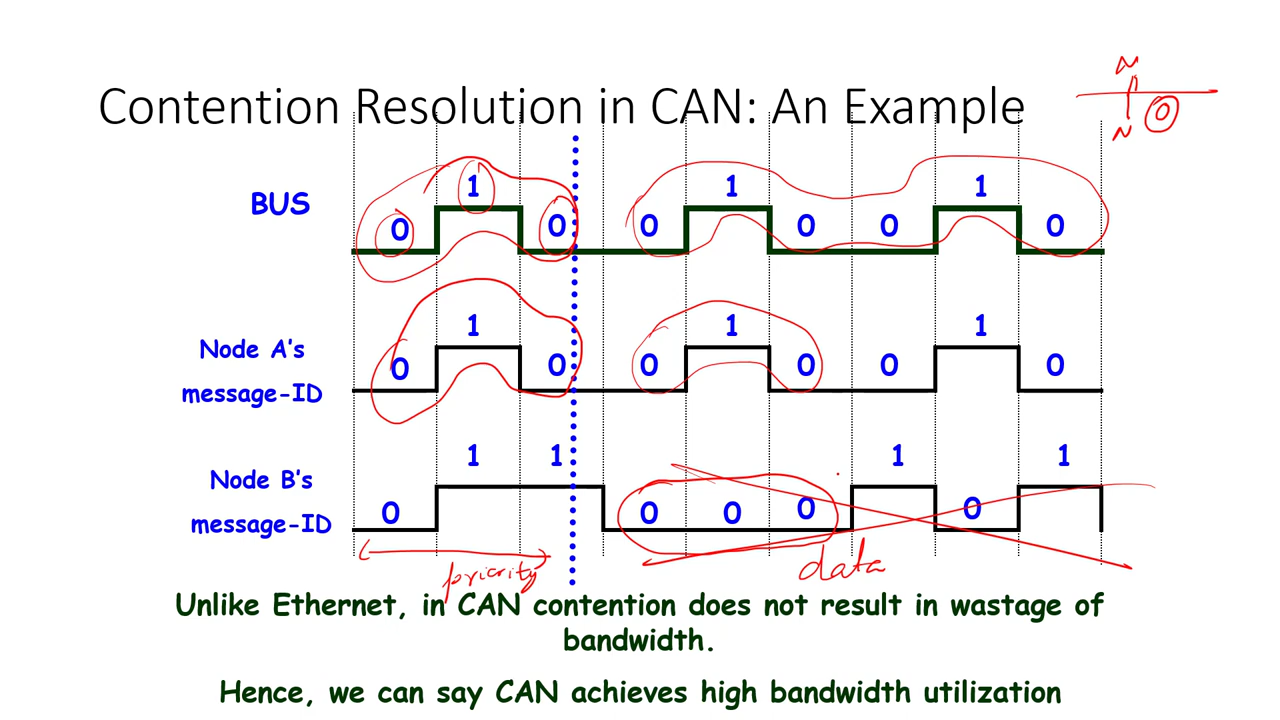 Contention Resolution in CAN: An Example
N
N 0
BUS 0 1 0 0 1 0 0 1 0
Node A's
message-ID
0 1 0 0 1 0 0 1 0
Node B's
message-ID
0 1 1 0 0 0 1 0 1
priority data
Unlike Ethernet, in CAN contention does not result in wastage of
bandwidth.
Hence, we can say CAN achieves high bandwidth utilization